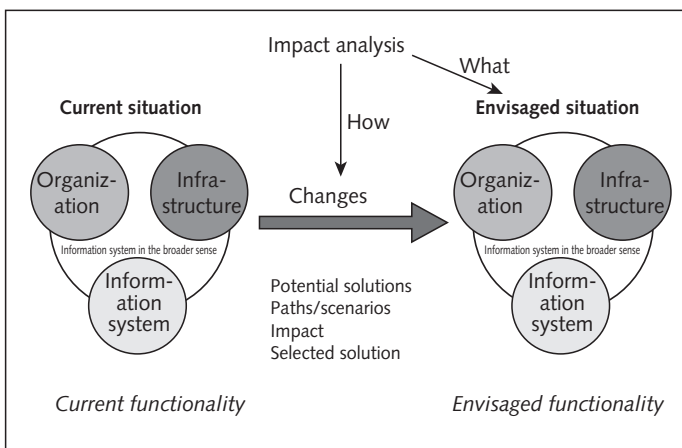 Impact analysis
What
Current situation
Envisaged situation
How
Organiz-
ation
Infra-
structure
Changes
Organiz-
ation
Infra-
structure
Information system in the broader sense
Information system in the broader sense
Inform-
ation
system
Potential solutions
Paths/scenarios
Impact
Selected solution
Inform-
ation
system
Current functionality
Envisaged functionality